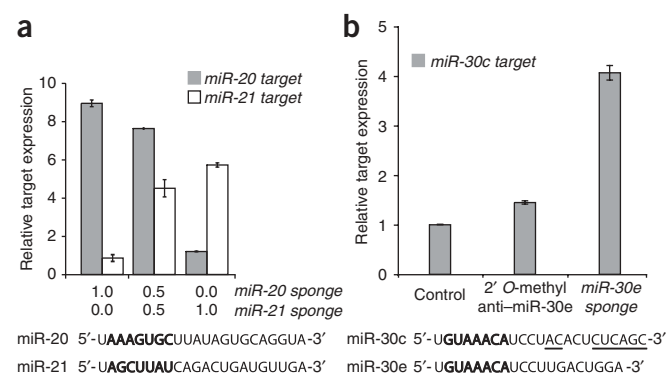 a
miR-20 target
miR-21 target
Relative target expression
10
8
6
4
2
0
1.0 0.5 0.0 miR-20 sponge
0.0 0.5 1.0 miR-21 sponge
miR-20 5′-UAAAGUGCUUAUAGUGCAGGUA-3′
miR-21 5′-UAGCUUAUCAGACUGAUGUUGA-3′
b
miR-30c target
Relative target expression
5
4
3
2
1
0
Control
2′ O-methyl
anti–miR-30e
miR-30e
sponge
miR-30c 5′-UGUAAACAUCCUACACUCUCAGC-3′
miR-30e 5′-UGUAAACAUCCUUGACUGGA-3′